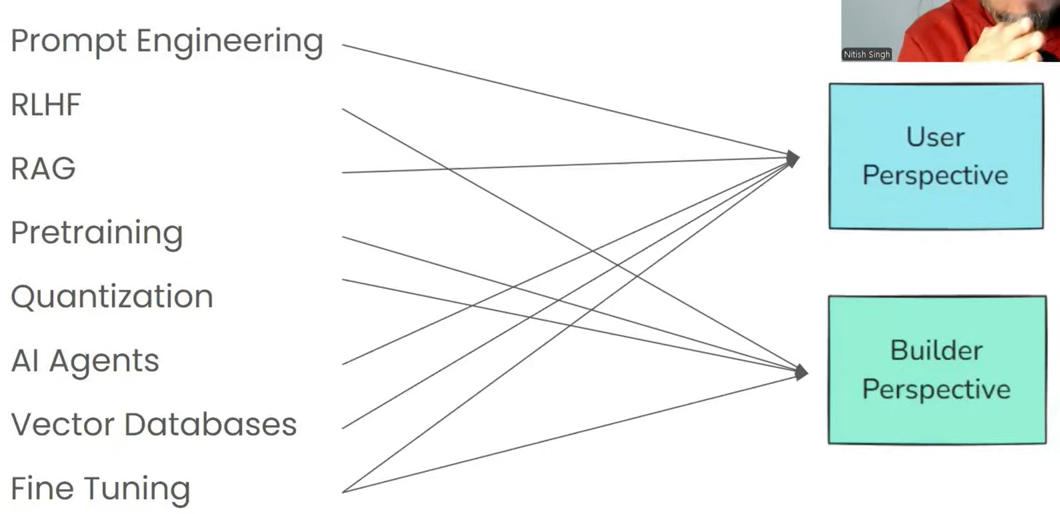 Prompt Engineering
RLHF
RAG
Pretraining
Quantization
AI Agents
Vector Databases
Fine Tuning
Nitish Singh
User
Perspective
Builder
Perspective